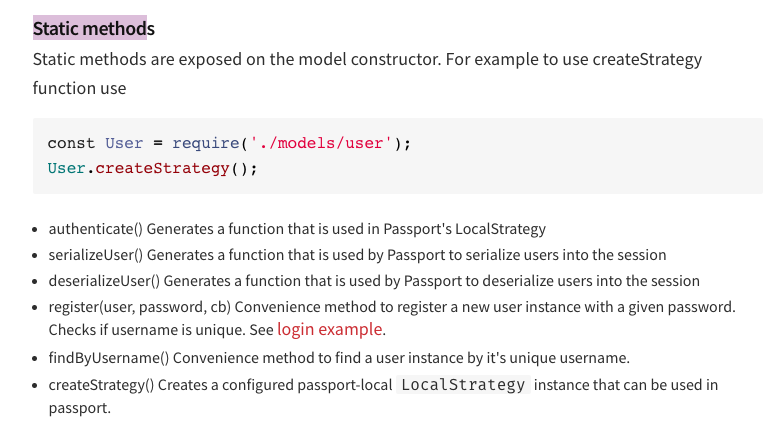 Static methods
Static methods are exposed on the model constructor. For example to use createStrategy
function use
const User = require('./models/user');
User.createStrategy();
• authenticate() Generates a function that is used in Passport's LocalStrategy
• serializeUser() Generates a function that is used by Passport to serialize users into the session
• deserializeUser() Generates a function that is used by Passport to deserialize users into the session
• register(user, password, cb) Convenience method to register a new user instance with a given password.
Checks if username is unique. See login example.
• findByUsername() Convenience method to find a user instance by it's unique username.
• createStrategy() Creates a configured passport-local LocalStrategy instance that can be used in
passport.